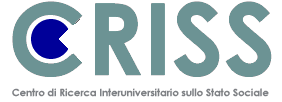 CRISS
Centro di Ricerca Interuniversitario sullo Stato Sociale